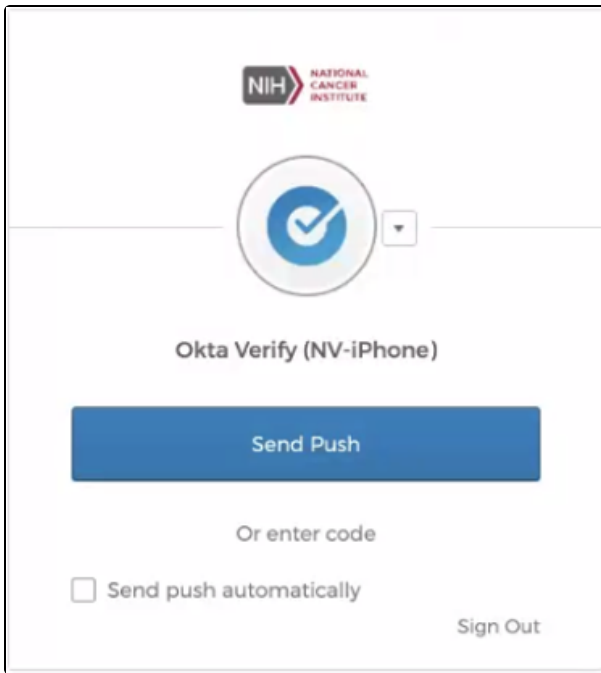 NIH NATIONAL
CANCER
INSTITUTE
Okta Verify (NV-iPhone)
Send Push
Or enter code
Send push automatically
Sign Out